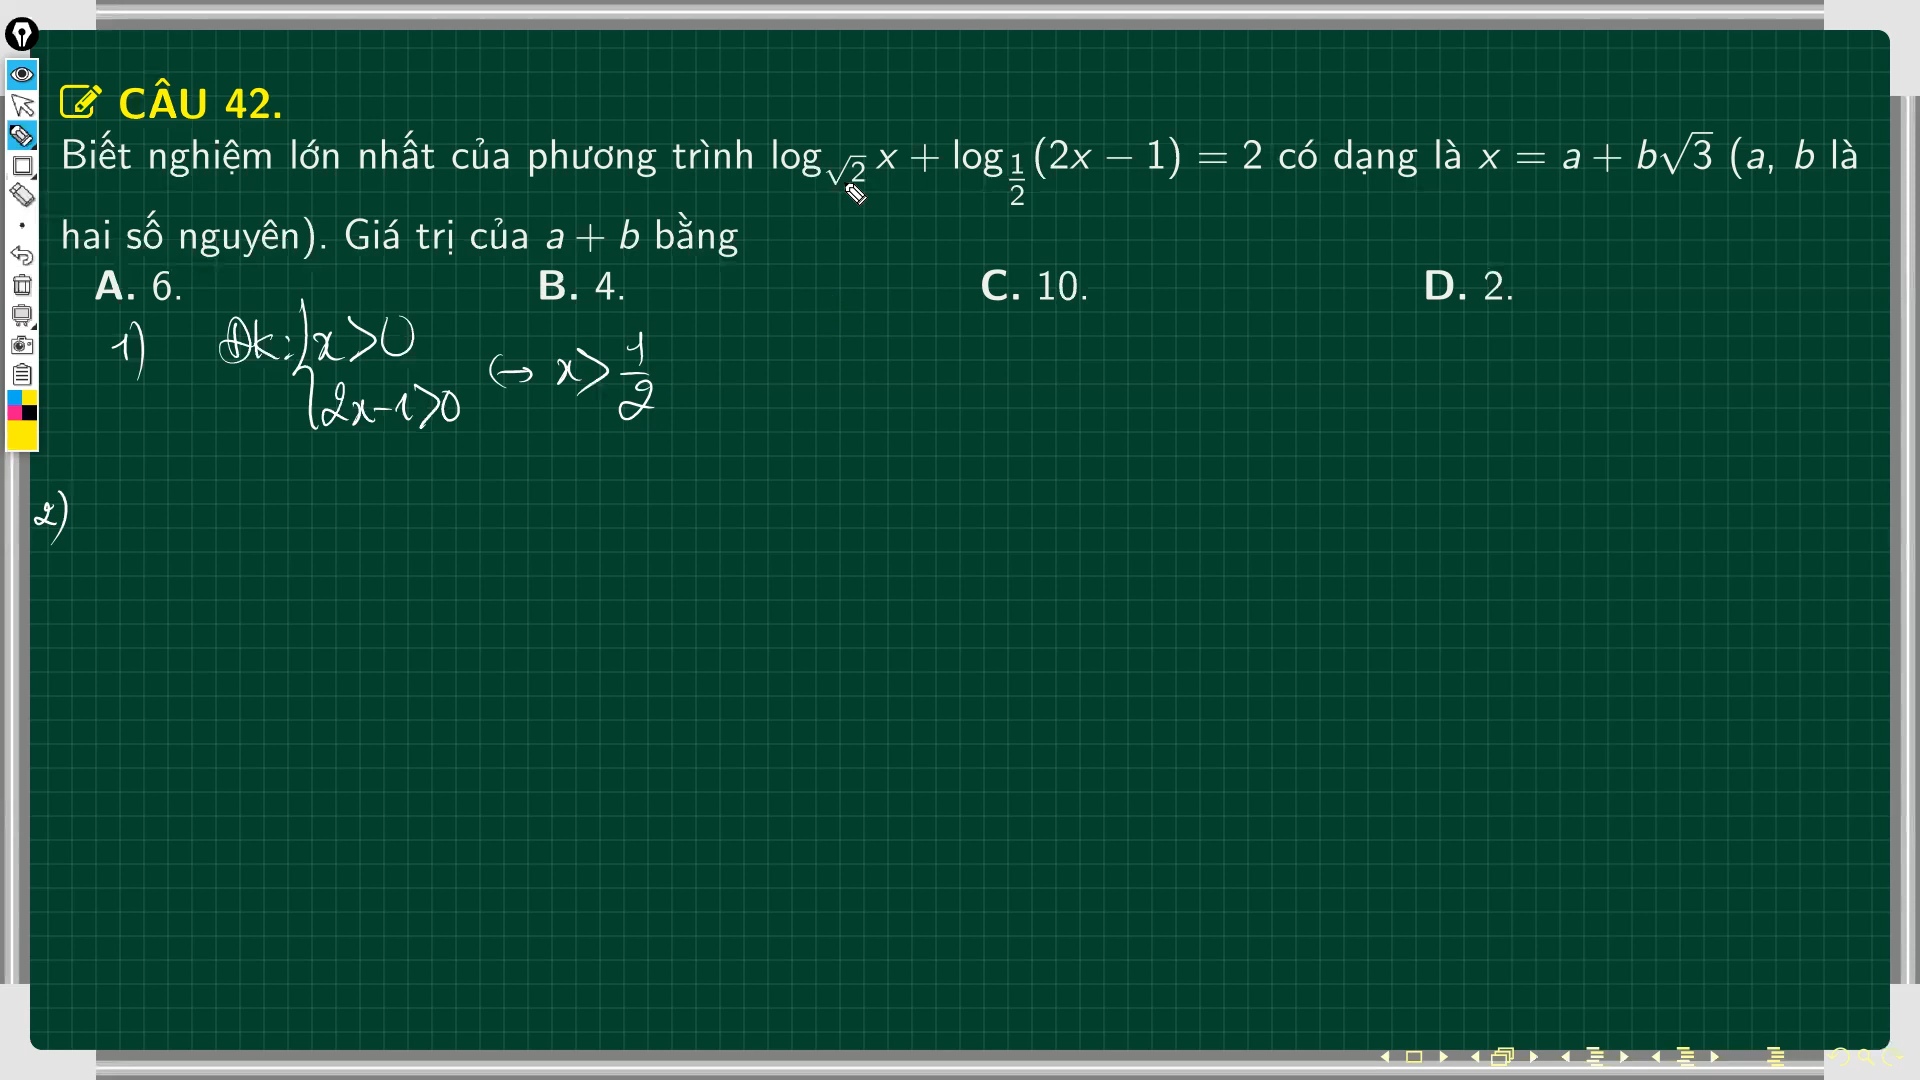 CÂU 42.
Biết nghiệm lớn nhất của phương trình log_{√2} x + log_{1/2}(2x − 1) = 2 có dạng là x = a + b√3 (a, b là
hai số nguyên). Giá trị của a + b bằng
A. 6. B. 4. C. 10. D. 2.
1) Đk: { x>0
2x-1>0 ↔ x > 1/2
2)